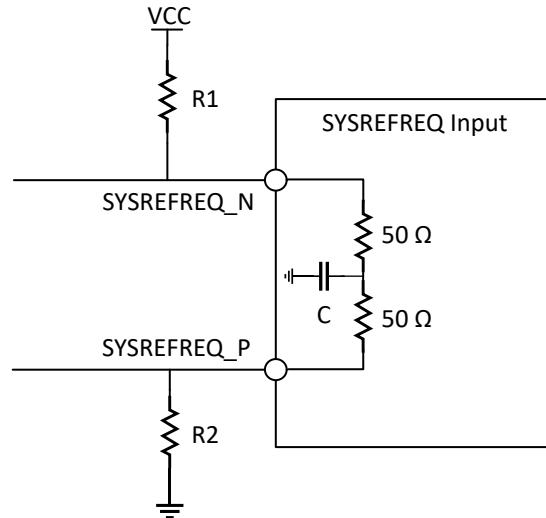 VCC
R1
SYSREFREQ Input
SYSREFREQ_N
50 Ω
C
50 Ω
SYSREFREQ_P
R2